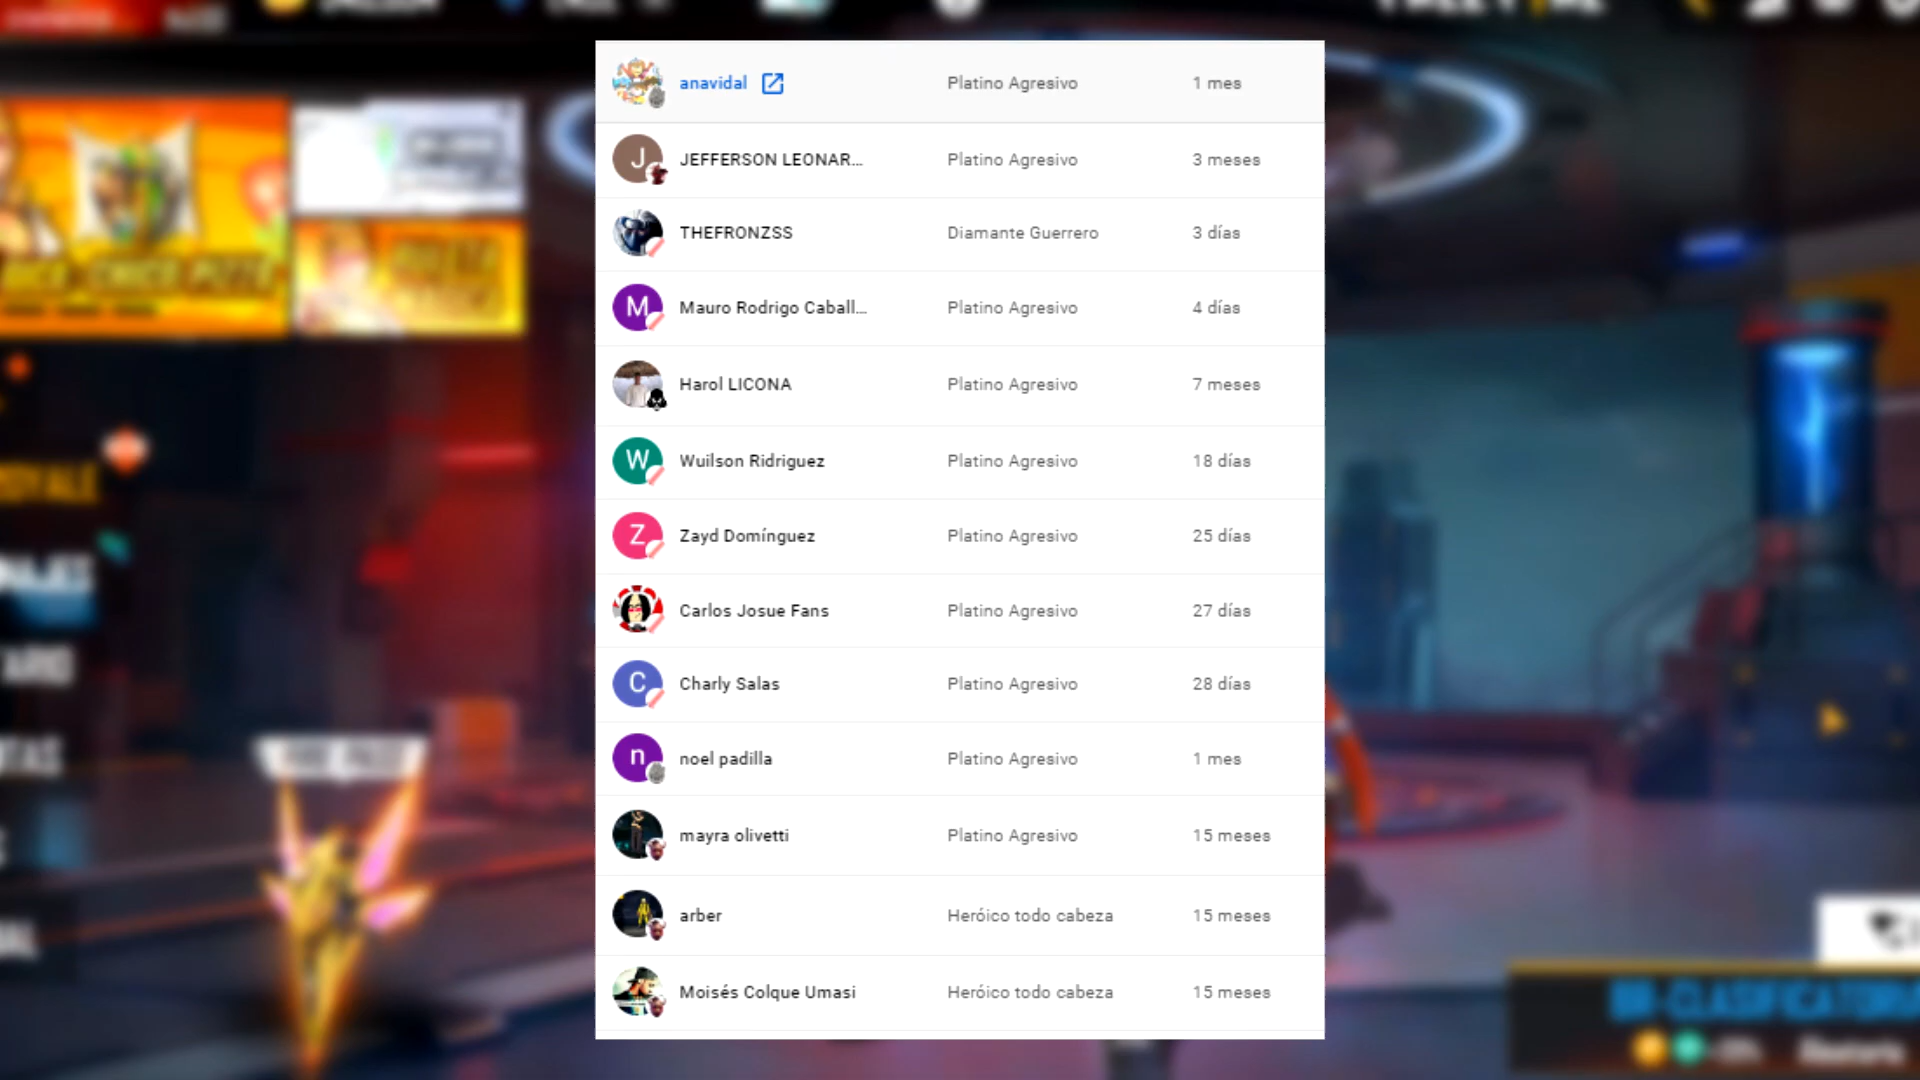 anavidal Platino Agresivo 1 mes
J JEFFERSON LEONAR... Platino Agresivo 3 meses
THEFRONZSS Diamante Guerrero 3 días
M Mauro Rodrigo Caball... Platino Agresivo 4 días
Harol LICONA Platino Agresivo 7 meses
W Wuilson Ridriguez Platino Agresivo 18 días
Z Zayd Domínguez Platino Agresivo 25 días
Carlos Josue Fans Platino Agresivo 27 días
C Charly Salas Platino Agresivo 28 días
n noel padilla Platino Agresivo 1 mes
mayra olivetti Platino Agresivo 15 meses
arber Heróico todo cabeza 15 meses
Moisés Colque Umasi Heróico todo cabeza 15 meses